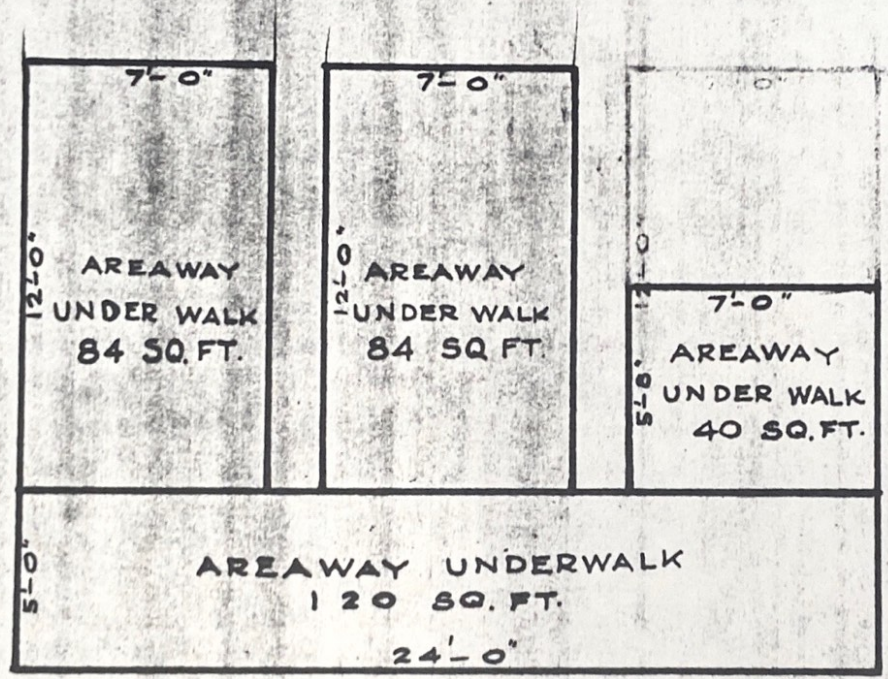 7'-0"
12'-0"
AREAWAY
UNDER WALK
84 SQ. FT.
7'-0"
12'-0"
AREAWAY
UNDER WALK
84 SQ FT.
12'-0"
7'-0"
5'-8"
AREAWAY
UNDER WALK
40 SQ. FT.
5'-0"
AREAWAY UNDERWALK
120 SQ. FT.
24'-0"